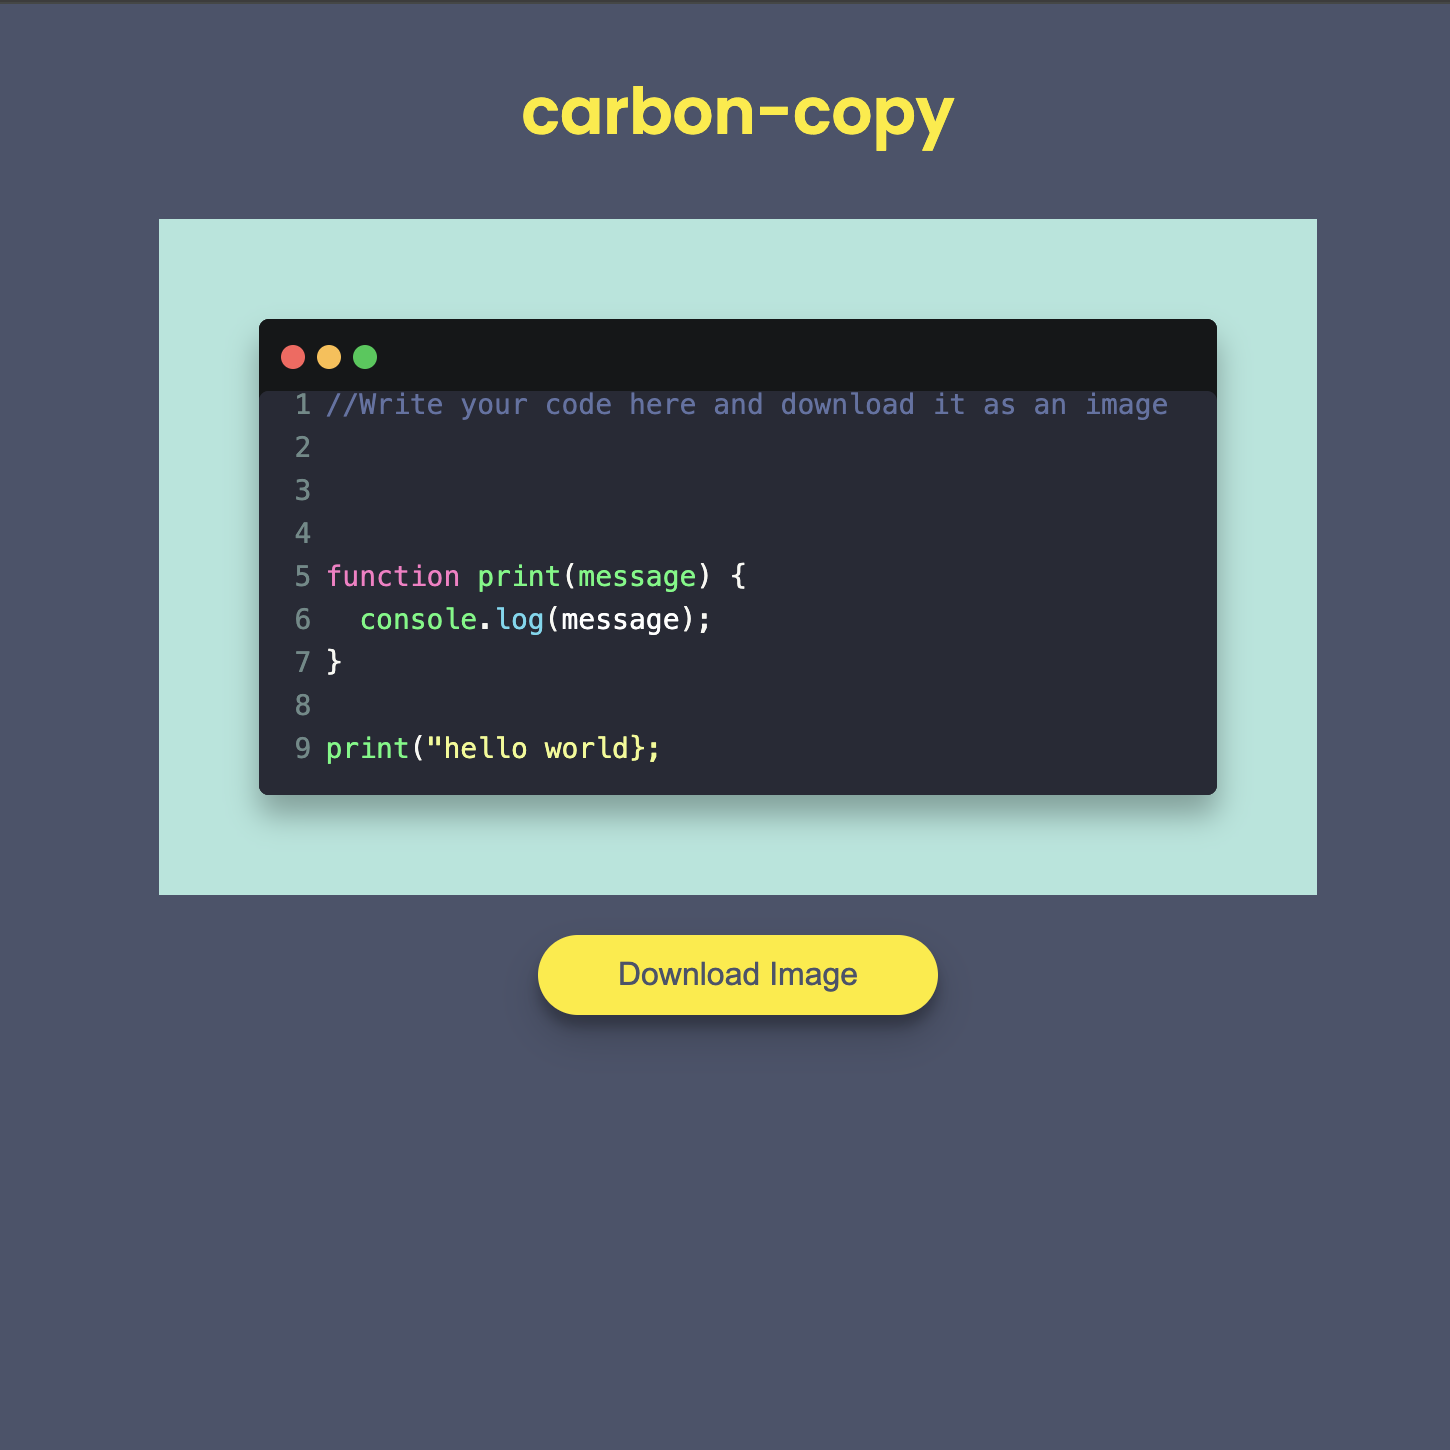 carbon-copy
1 //Write your code here and download it as an image
2
3
4
5 function print(message) {
6   console.log(message);
7 }
8
9 print("hello world};
Download Image